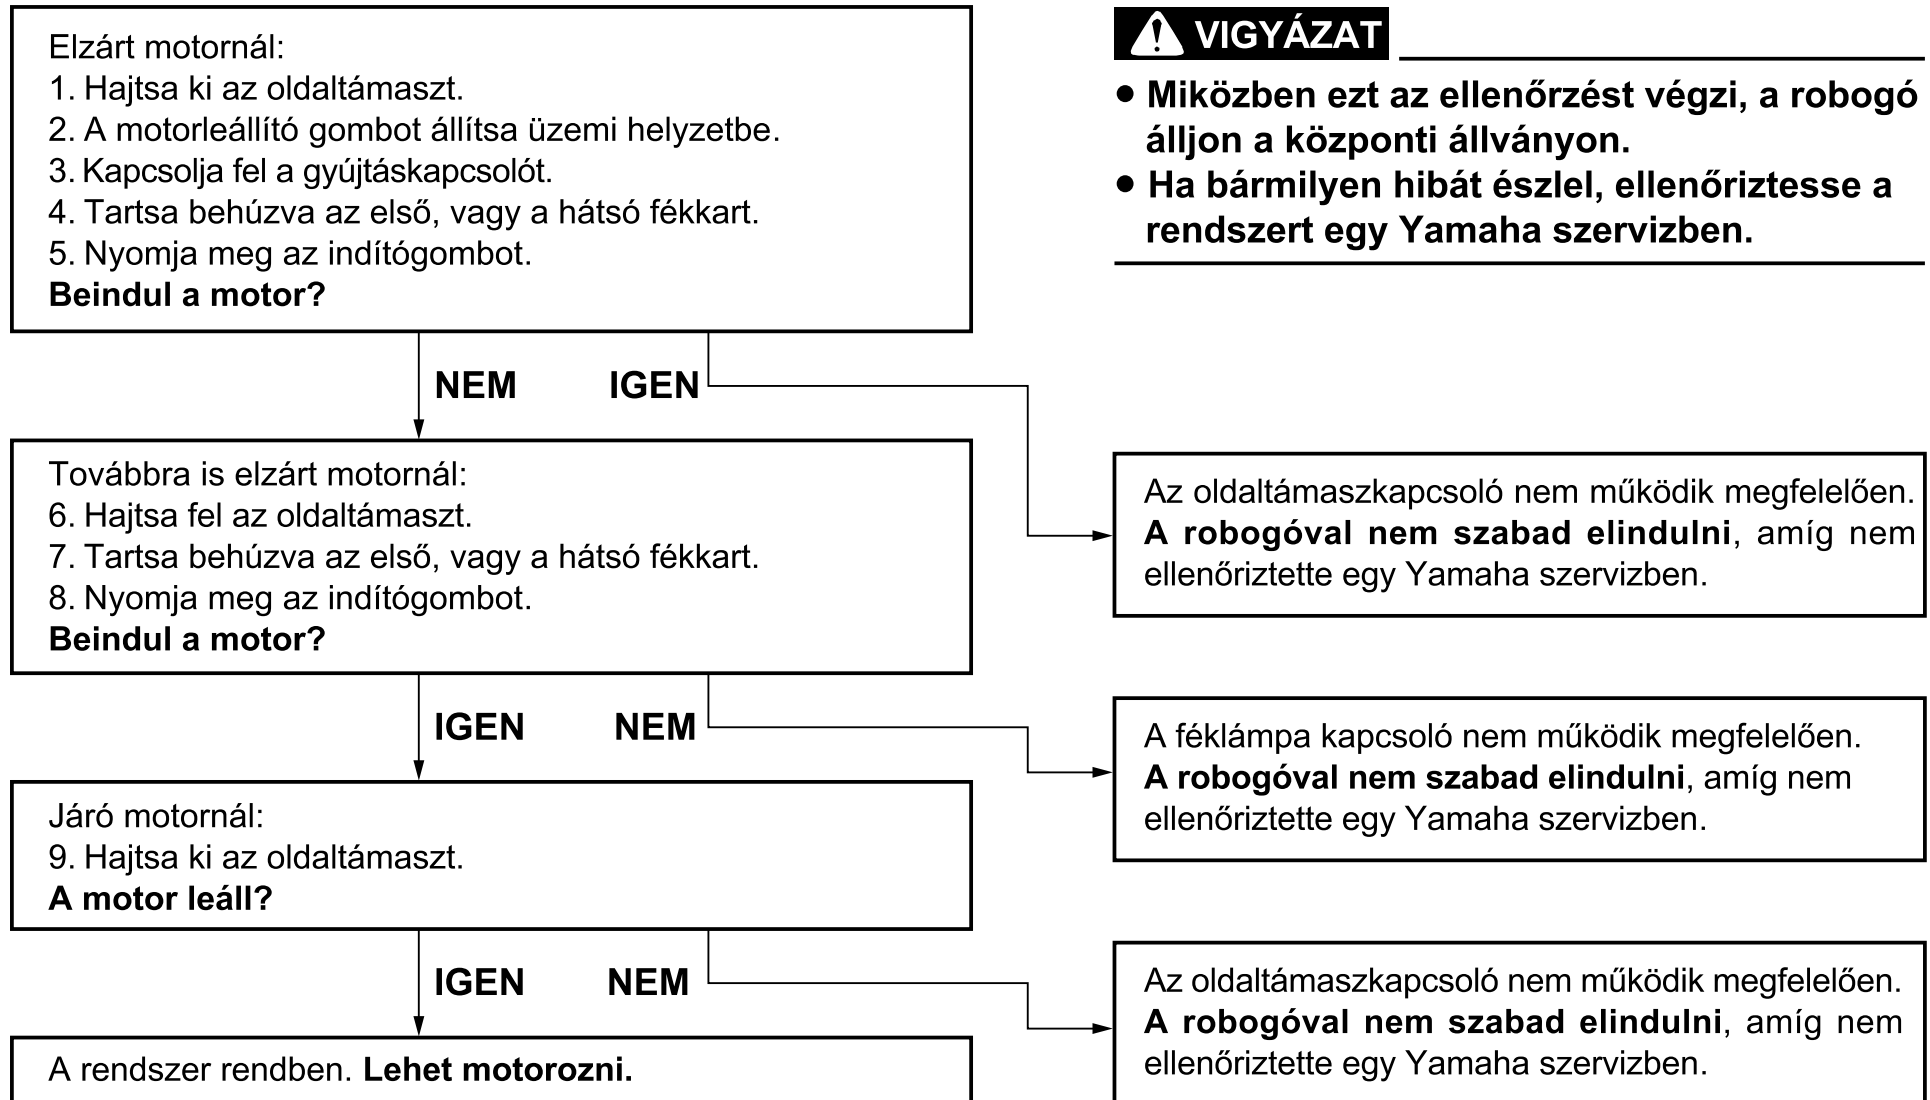 Elzárt motornál:
1. Hajtsa ki az oldaltámaszt.
2. A motorleállító gombot állítsa üzemi helyzetbe.
3. Kapcsolja fel a gyújtáskapcsolót.
4. Tartsa behúzva az első, vagy a hátsó fékkart.
5. Nyomja meg az indítógombot.
Beindul a motor?
VIGYÁZAT
● Miközben ezt az ellenőrzést végzi, a robogó
álljon a központi állványon.
● Ha bármilyen hibát észlel, ellenőriztesse a
rendszert egy Yamaha szervizben.
NEM IGEN
Továbbra is elzárt motornál:
6. Hajtsa fel az oldaltámaszt.
7. Tartsa behúzva az első, vagy a hátsó fékkart.
8. Nyomja meg az indítógombot.
Beindul a motor?
Az oldaltámaszkapcsoló nem működik megfelelően.
A robogóval nem szabad elindulni, amíg nem
ellenőriztette egy Yamaha szervizben.
IGEN NEM
A féklámpa kapcsoló nem működik megfelelően.
A robogóval nem szabad elindulni, amíg nem
ellenőriztette egy Yamaha szervizben.
Járó motornál:
9. Hajtsa ki az oldaltámaszt.
A motor leáll?
IGEN NEM
Az oldaltámaszkapcsoló nem működik megfelelően.
A robogóval nem szabad elindulni, amíg nem
ellenőriztette egy Yamaha szervizben.
A rendszer rendben. Lehet motorozni.